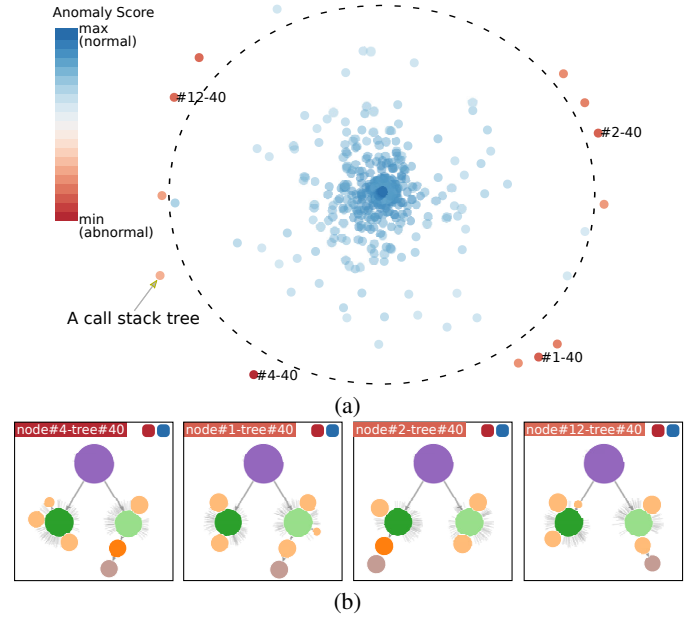 Anomaly Score
max
(normal)
#12-40
#2-40
min
(abnormal)
A call stack tree
#1-40
#4-40
(a)
node#4-tree#40
node#1-tree#40
node#2-tree#40
node#12-tree#40
(b)